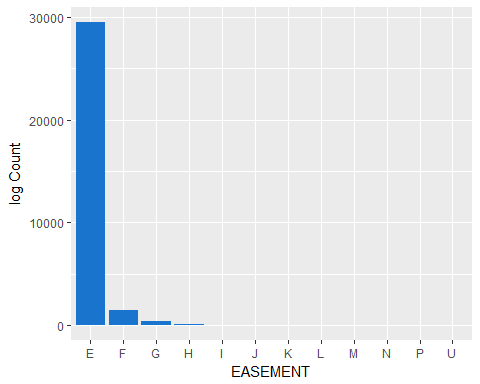 30000
20000
10000
0
log Count
E F G H I J K L M N P U
EASEMENT